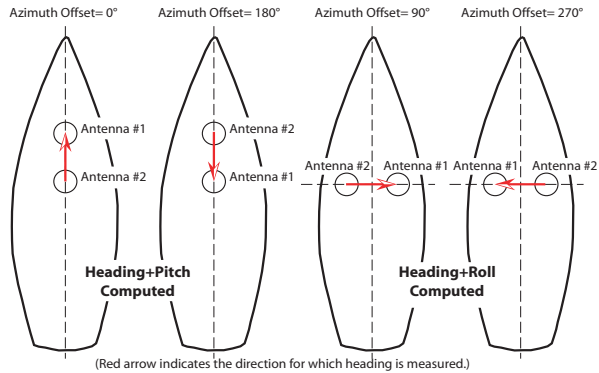 Azimuth Offset= 0°
Azimuth Offset= 180°
Azimuth Offset= 90°
Azimuth Offset= 270°
Antenna #1
Antenna #2
Antenna #2
Antenna #1
Antenna #2
Antenna #1
Antenna #1
Antenna #2
Heading+Pitch
Computed
Heading+Roll
Computed
(Red arrow indicates the direction for which heading is measured.)